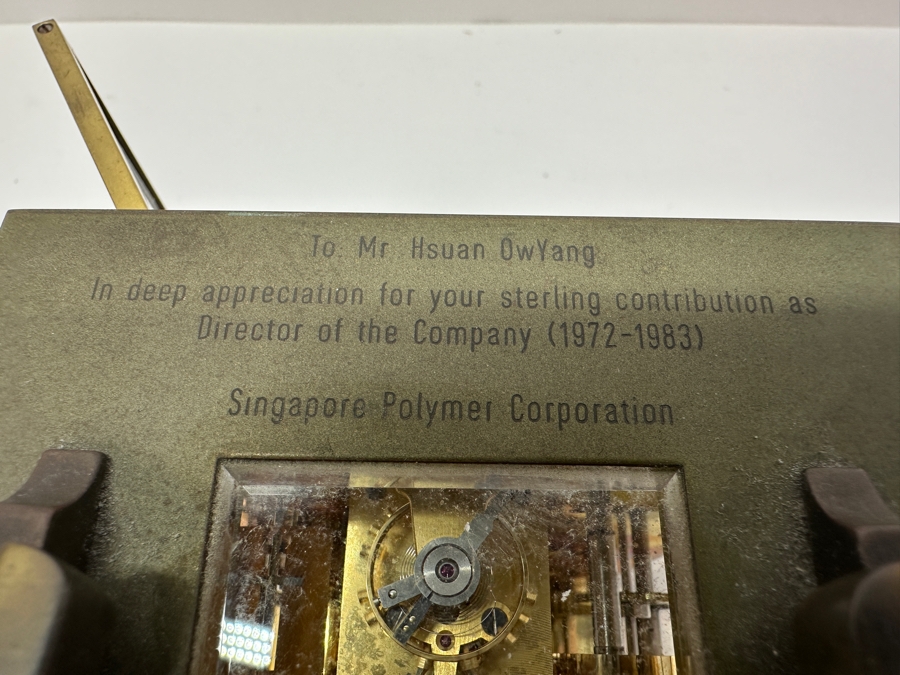 To: Mr. Hsuan OwYang
In deep appreciation for your sterling contribution as
Director of the Company (1972-1983)
Singapore Polymer Corporation